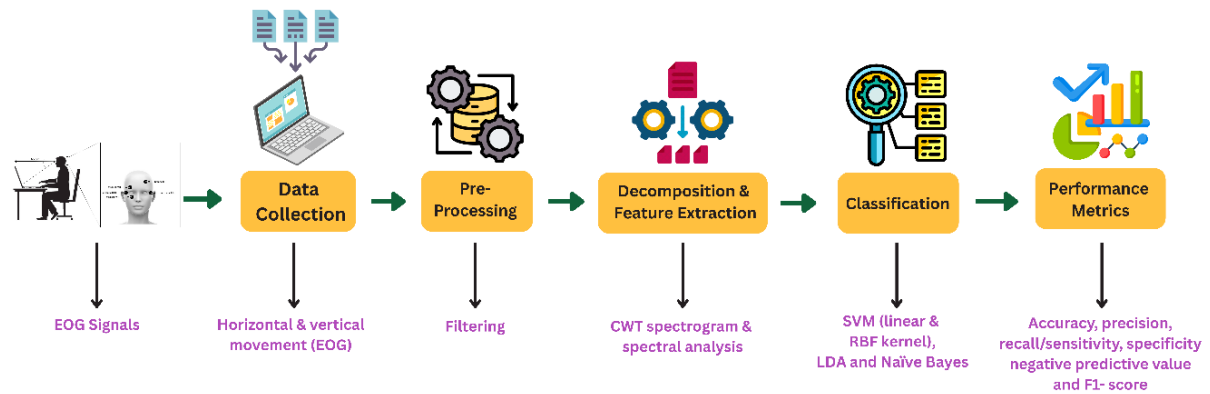 Data
Collection
Pre-
Processing
Decomposition &
Feature Extraction
Classification
Performance
Metrics
EOG Signals
Horizontal & vertical
movement (EOG)
Filtering
CWT spectrogram &
spectral analysis
SVM (linear &
RBF kernel),
LDA and Naïve Bayes
Accuracy, precision,
recall/sensitivity, specificity
negative predictive value
and F1- score